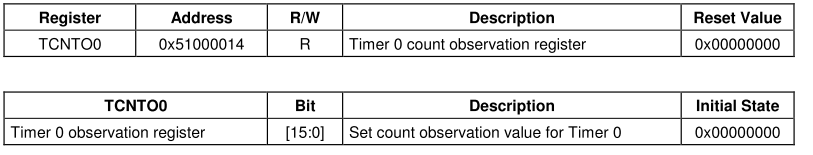 Register Address R/W Description Reset Value
TCNTO0 0x51000014 R Timer 0 count observation register 0x00000000
TCNTO0 Bit Description Initial State
Timer 0 observation register [15:0] Set count observation value for Timer 0 0x00000000